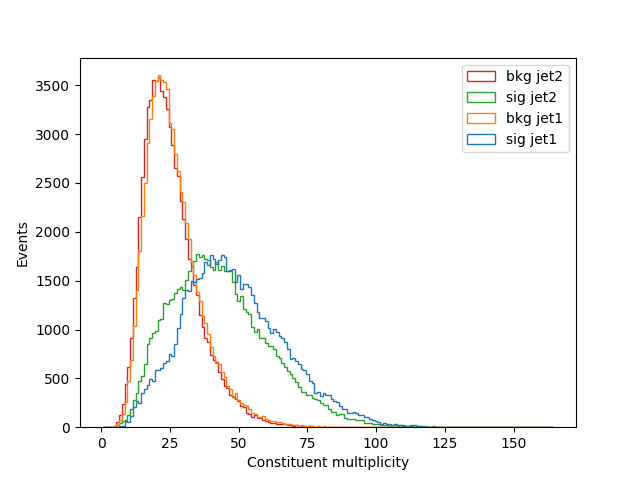 bkg jet2
sig jet2
bkg jet1
sig jet1
3500
3000
2500
2000
1500
1000
500
0
Events
0 25 50 75 100 125 150
Constituent multiplicity